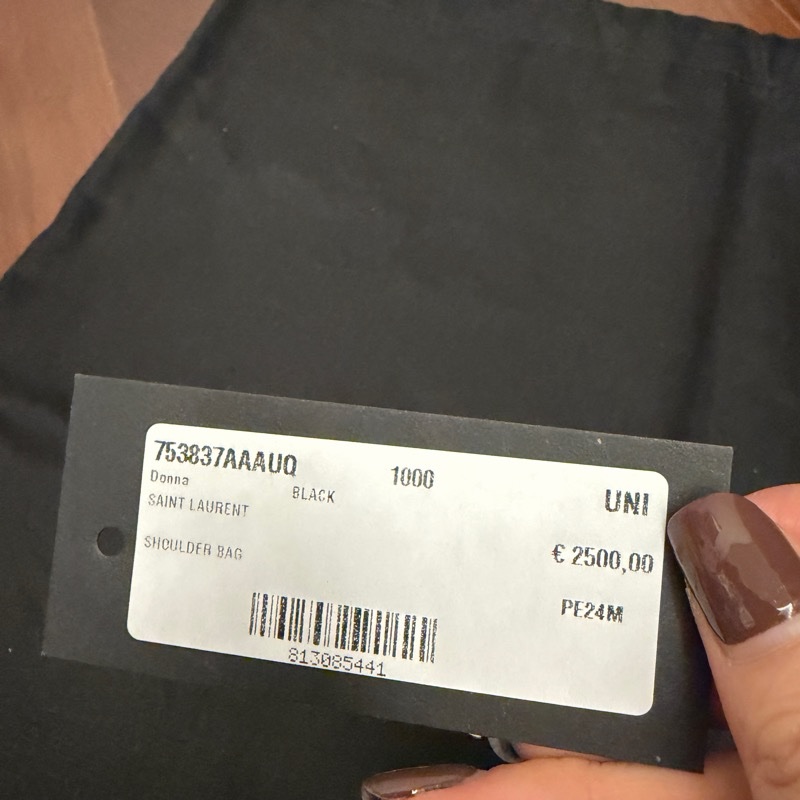 753837AAAUQ 1000 UNI
Donna BLACK
SAINT LAURENT
SHOULDER BAG € 2500,00
PE24M
813085441